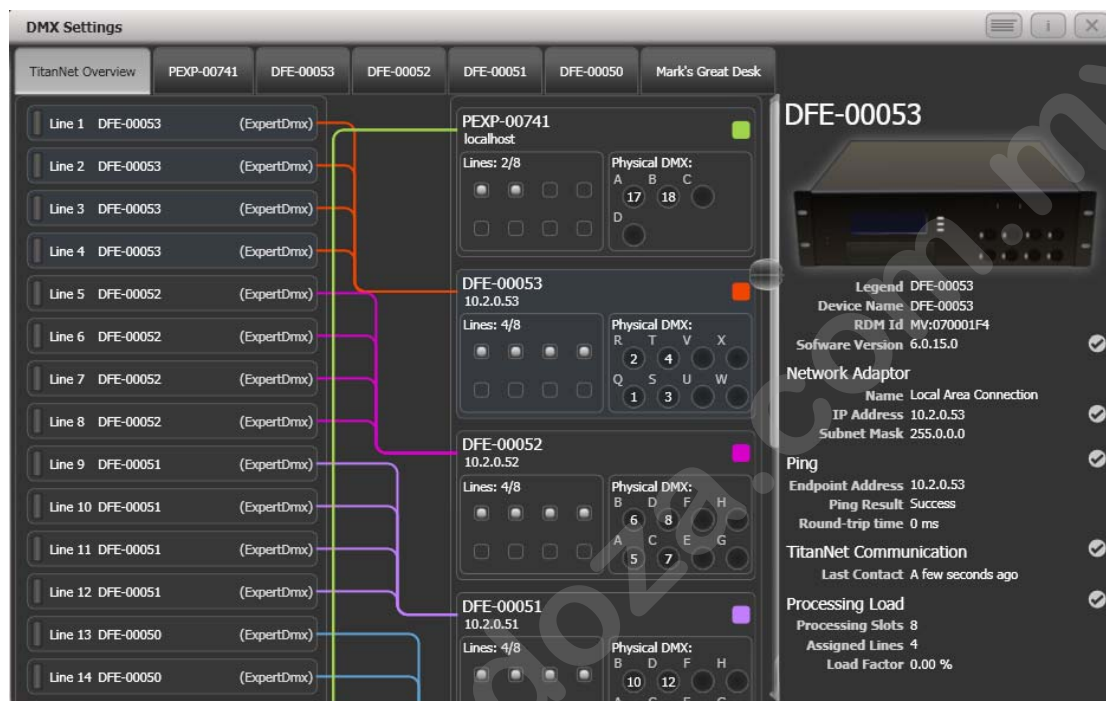 DMX Settings
i
TitanNet Overview
PEXP-00741
DFE-00053
DFE-00052
DFE-00051
DFE-00050
Mark's Great Desk
Line 1 DFE-00053 (ExpertDmx)
Line 2 DFE-00053 (ExpertDmx)
Line 3 DFE-00053 (ExpertDmx)
Line 4 DFE-00053 (ExpertDmx)
Line 5 DFE-00052 (ExpertDmx)
Line 6 DFE-00052 (ExpertDmx)
Line 7 DFE-00052 (ExpertDmx)
Line 8 DFE-00052 (ExpertDmx)
Line 9 DFE-00051 (ExpertDmx)
Line 10 DFE-00051 (ExpertDmx)
Line 11 DFE-00051 (ExpertDmx)
Line 12 DFE-00051 (ExpertDmx)
Line 13 DFE-00050 (ExpertDmx)
Line 14 DFE-00050 (ExpertDmx)
PEXP-00741
localhost
Lines: 2/8
Physical DMX:
A B C
17 18
D
DFE-00053
10.2.0.53
Lines: 4/8
Physical DMX:
R T V X
2 4
Q S U W
1 3
DFE-00052
10.2.0.52
Lines: 4/8
Physical DMX:
B D F H
6 8
A C E G
5 7
DFE-00051
10.2.0.51
Lines: 4/8
Physical DMX:
B D F H
10 12
DFE-00053
Legend DFE-00053
Device Name DFE-00053
RDM Id MV:070001F4
Sofware Version 6.0.15.0
Network Adaptor
Name Local Area Connection
IP Address 10.2.0.53
Subnet Mask 255.0.0.0
Ping
Endpoint Address 10.2.0.53
Ping Result Success
Round-trip time 0 ms
TitanNet Communication
Last Contact A few seconds ago
Processing Load
Processing Slots 8
Assigned Lines 4
Load Factor 0.00 %